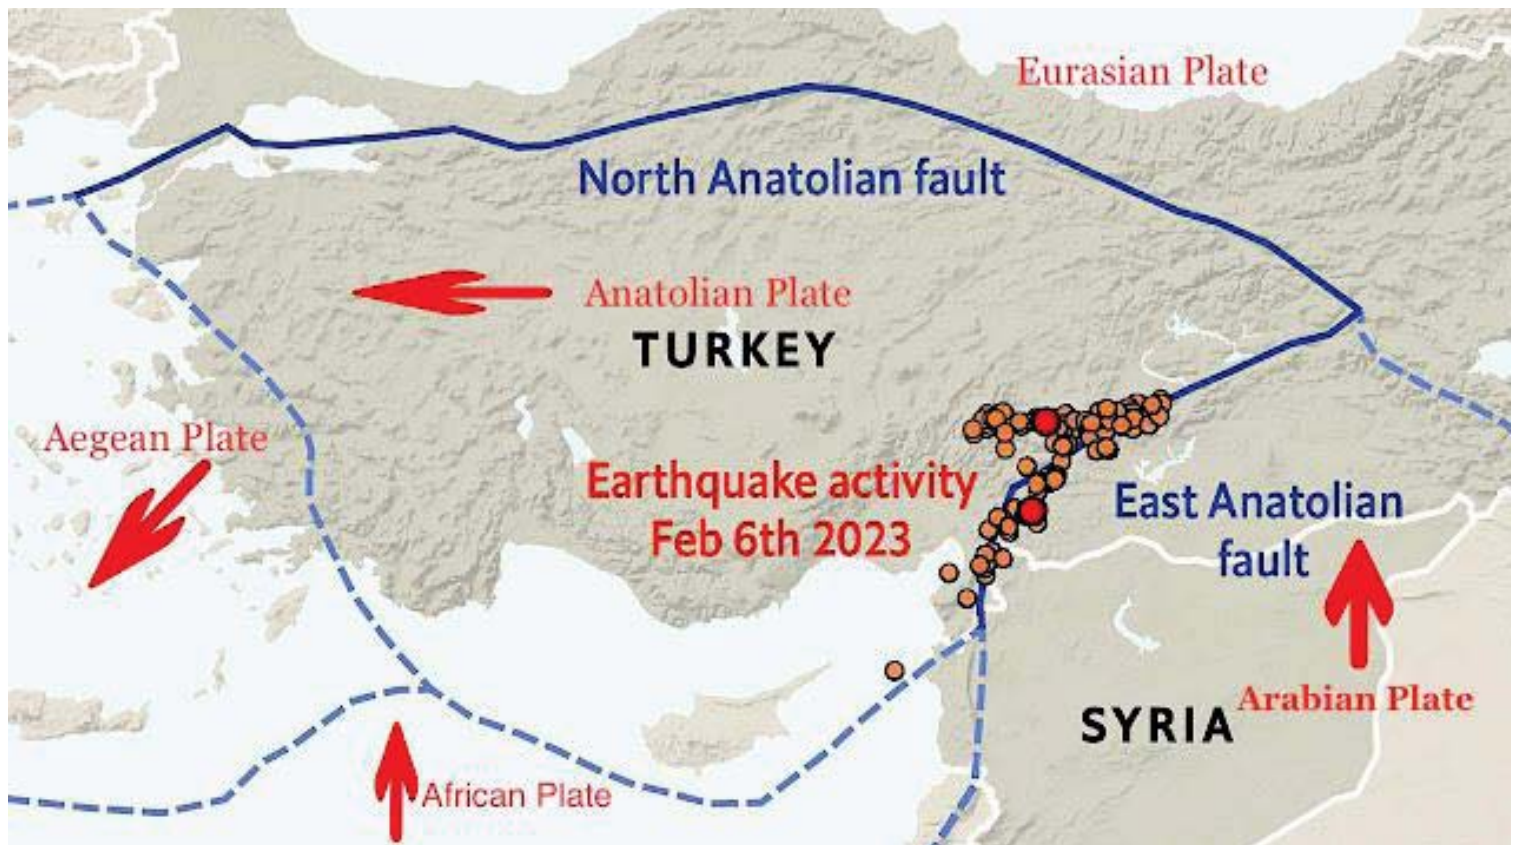 Eurasian Plate
North Anatolian fault
Anatolian Plate
TURKEY
Aegean Plate
Earthquake activity
Feb 6th 2023
East Anatolian
fault
Arabian Plate
SYRIA
African Plate